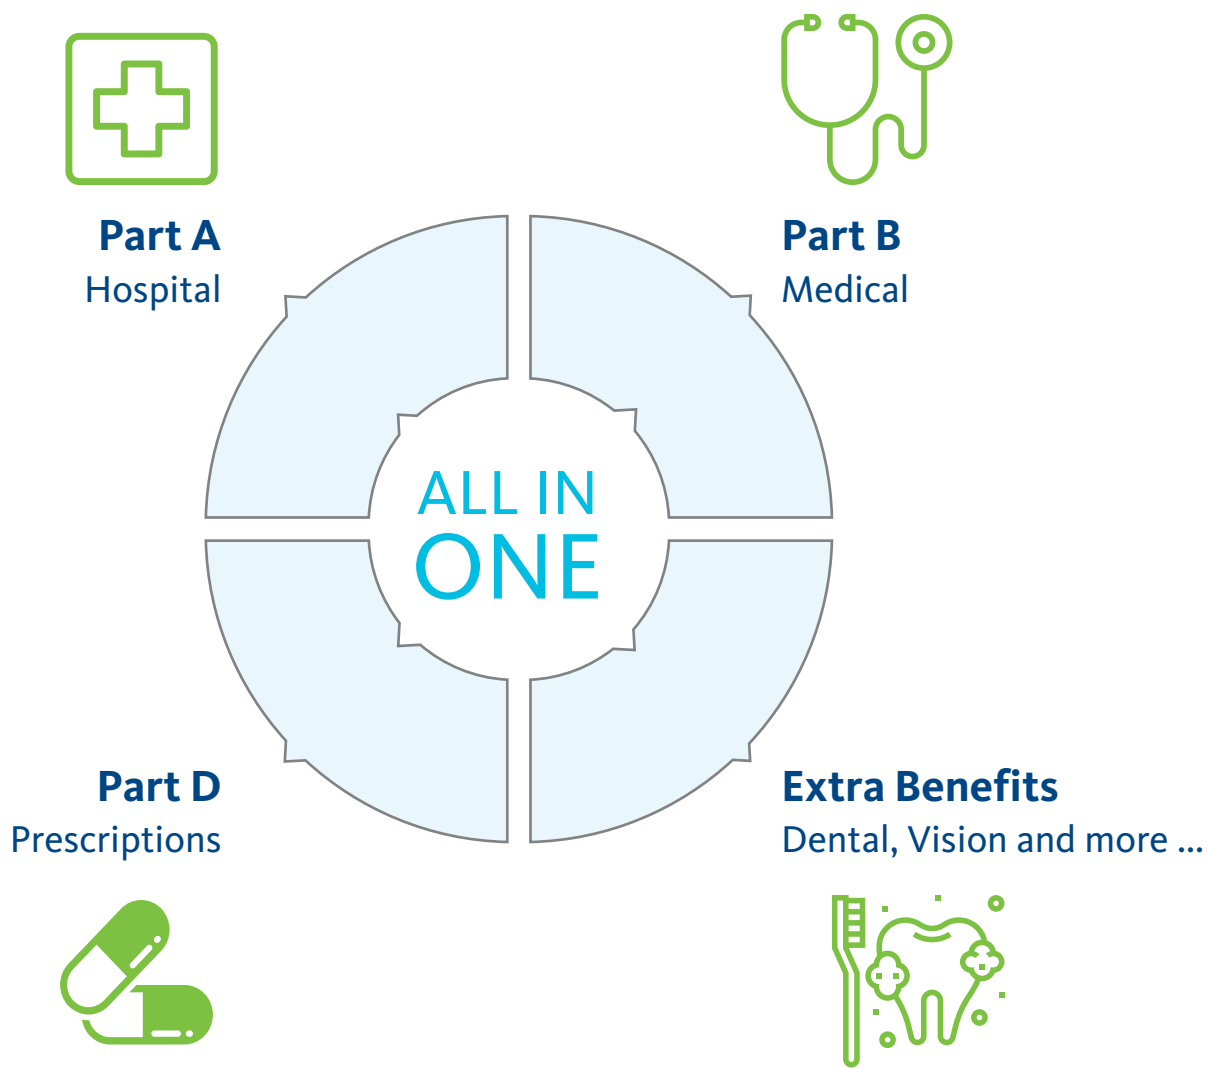 Part A
Hospital
Part B
Medical
ALL IN
ONE
Part D
Prescriptions
Extra Benefits
Dental, Vision and more ...